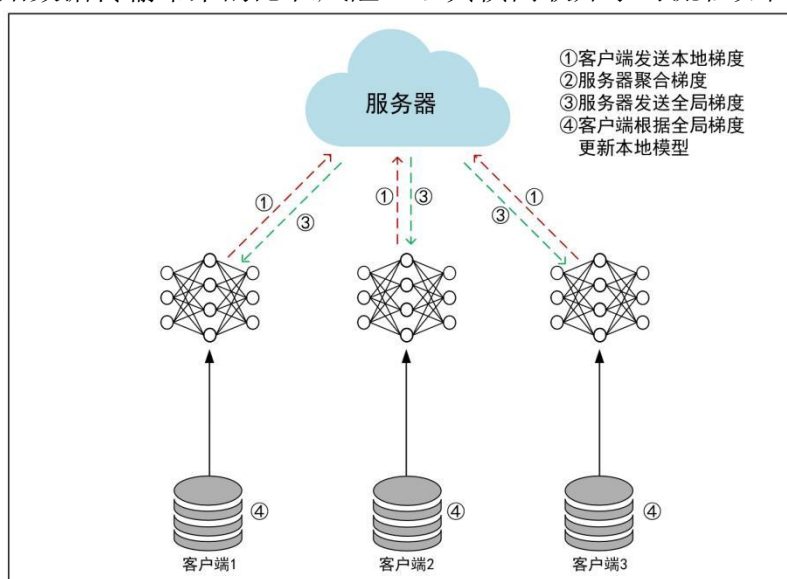 ①客户端发送本地梯度
②服务器聚合梯度
③服务器发送全局梯度
④客户端根据全局梯度
更新本地模型
服务器
①
③
①
③
③
①
④
④
④
客户端1
客户端2
客户端3